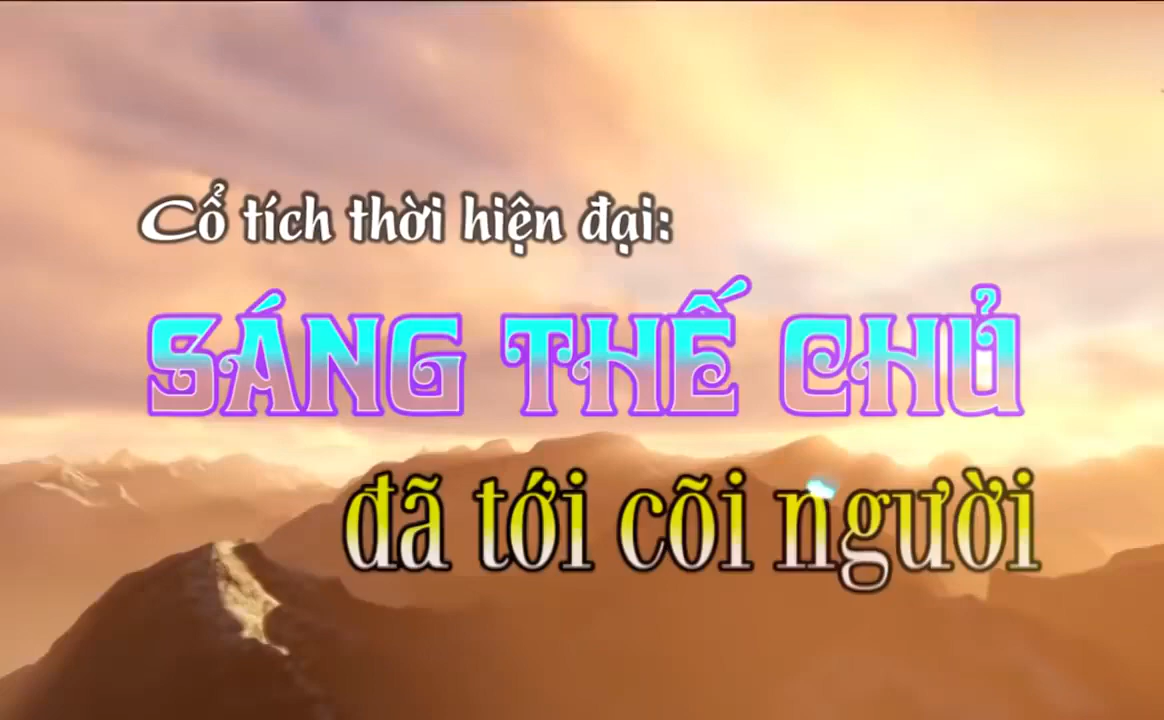 Cổ tích thời hiện đại:
SÁNG THẾ CHỦ
đã tới cõi người